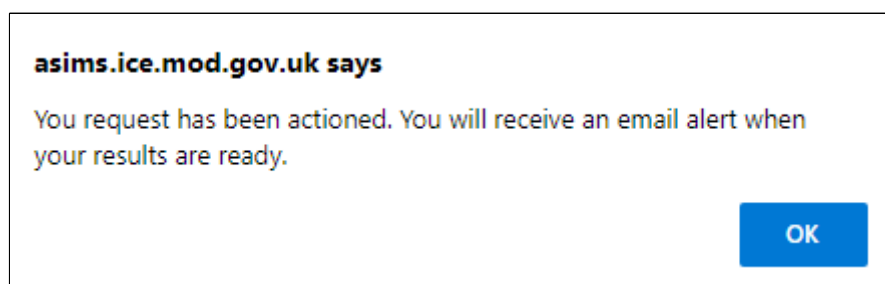 asims.ice.mod.gov.uk says
You request has been actioned. You will receive an email alert when
your results are ready.
OK